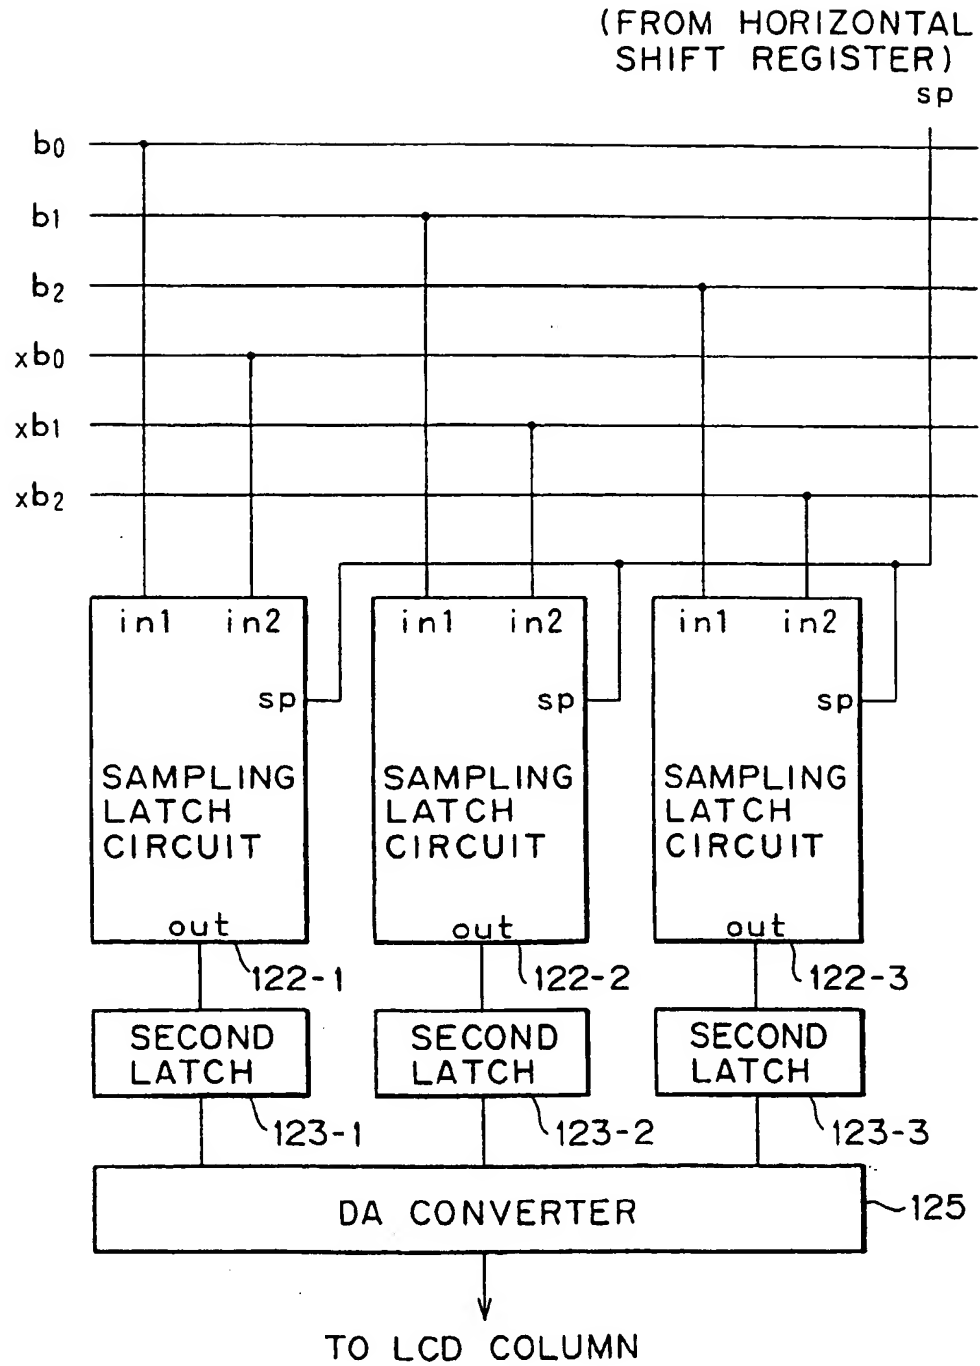 (FROM HORIZONTAL
SHIFT REGISTER)
sp
b0
b1
b2
xb0
xb1
xb2
in1 in2
sp
SAMPLING
LATCH
CIRCUIT
out
122-1
in1 in2
sp
SAMPLING
LATCH
CIRCUIT
out
122-2
in1 in2
sp
SAMPLING
LATCH
CIRCUIT
out
122-3
SECOND
LATCH
123-1
SECOND
LATCH
123-2
SECOND
LATCH
123-3
DA CONVERTER
125
TO LCD COLUMN